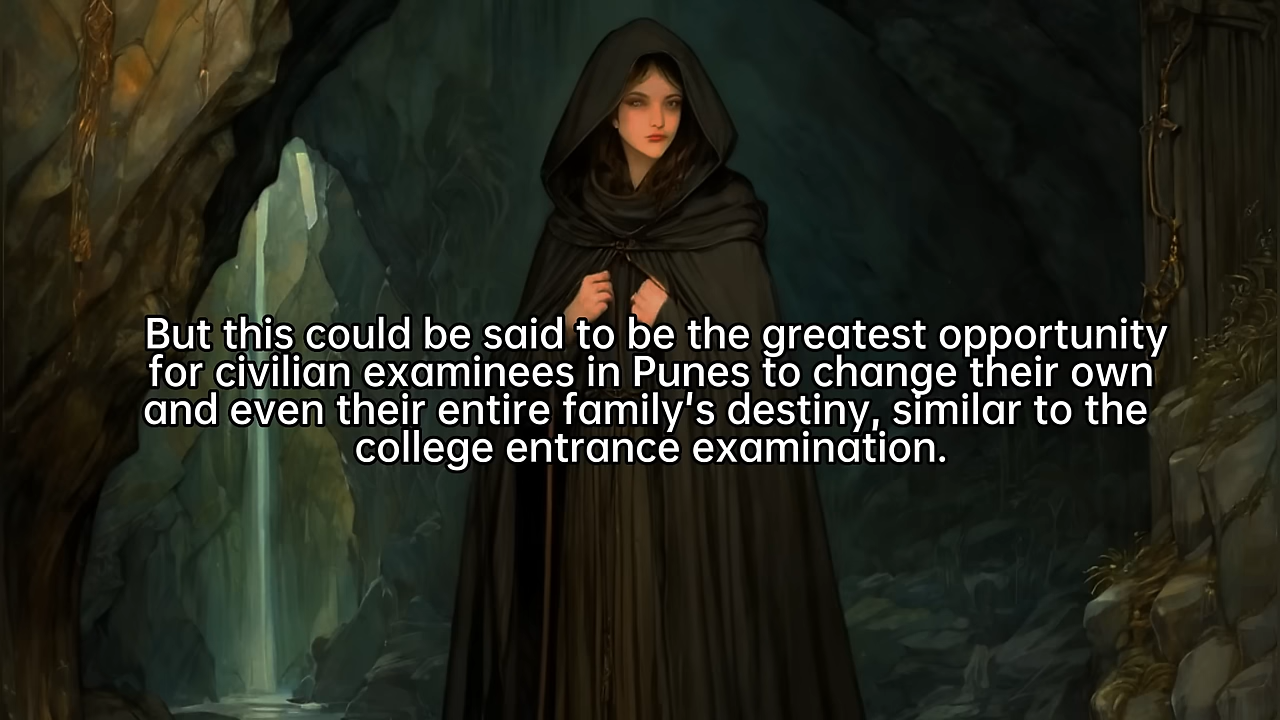 But this could be said to be the greatest opportunity
for civilian examinees in Punes to change their own
and even their entire family's destiny, similar to the
college entrance examination.